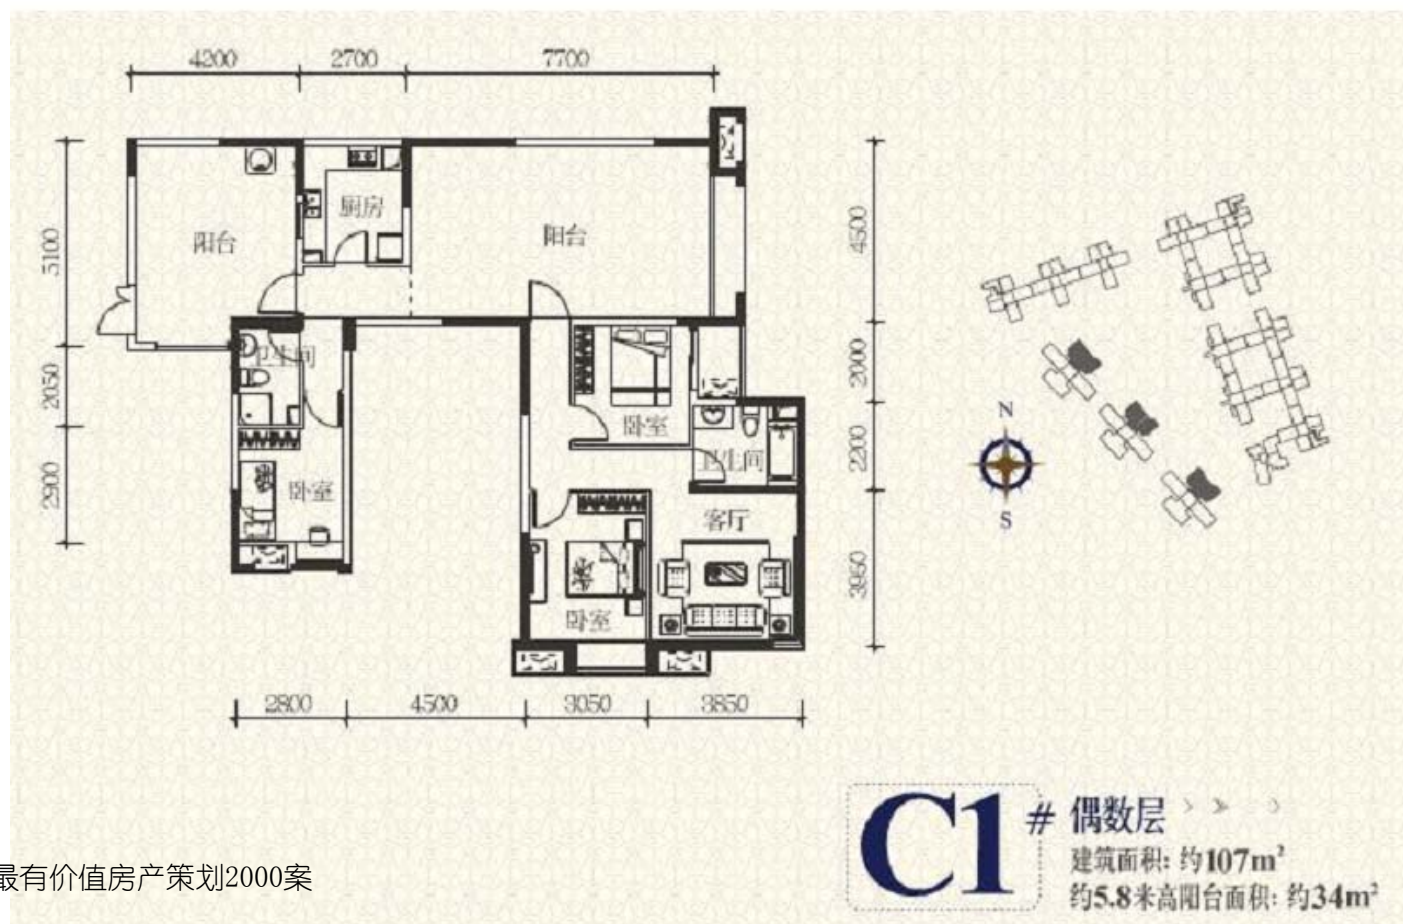 4200
2700
7700
5100
2050
2900
4500
2000
2200
3950
厨房
阳台
阳台
卫生间
卧室
卧室
卫生间
客厅
卧室
2800
4500
3050
3850
N
S
C1#
偶数层
建筑面积：约107m²
约5.8米高阳台面积：约34m²
最有价值房产策划2000案